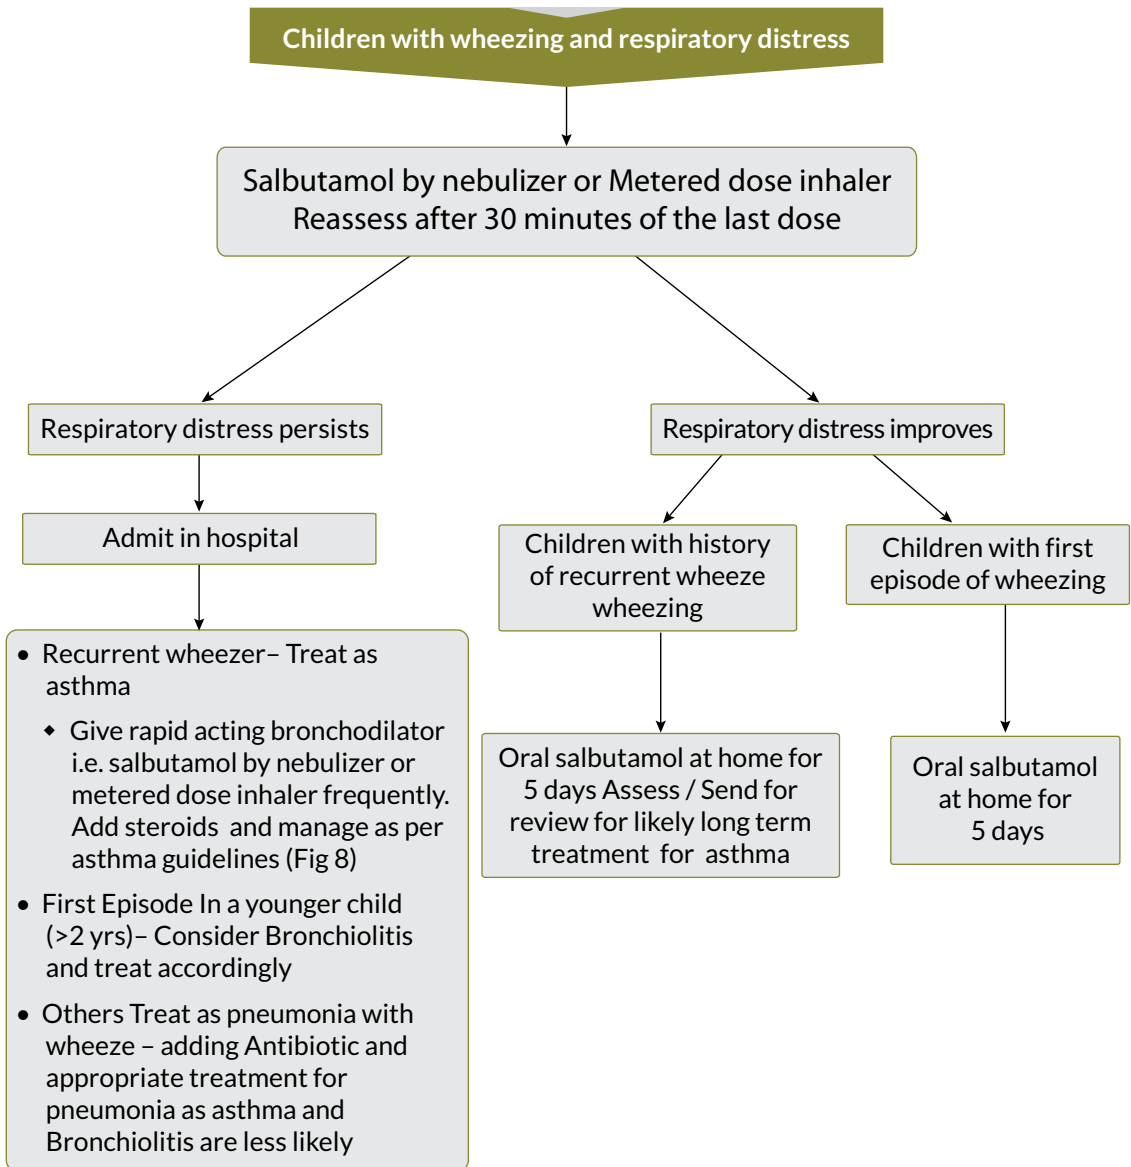 Children with wheezing and respiratory distress
Salbutamol by nebulizer or Metered dose inhaler
Reassess after 30 minutes of the last dose
Respiratory distress persists
Admit in hospital
• Recurrent wheezer– Treat as
asthma
◆ Give rapid acting bronchodilator
i.e. salbutamol by nebulizer or
metered dose inhaler frequently.
Add steroids and manage as per
asthma guidelines (Fig 8)
• First Episode In a younger child
(>2 yrs)– Consider Bronchiolitis
and treat accordingly
• Others Treat as pneumonia with
wheeze – adding Antibiotic and
appropriate treatment for
pneumonia as asthma and
Bronchiolitis are less likely
Respiratory distress improves
Children with history
of recurrent wheeze
wheezing
Oral salbutamol at home for
5 days Assess / Send for
review for likely long term
treatment for asthma
Children with first
episode of wheezing
Oral salbutamol
at home for
5 days